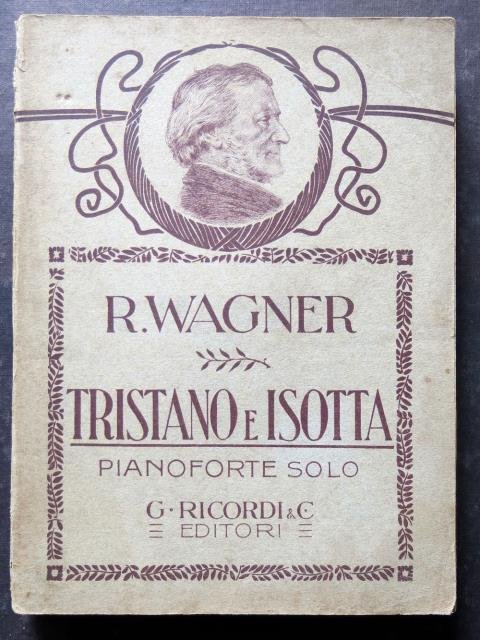 R. WAGNER
TRISTANO E ISOTTA
PIANOFORTE SOLO
G. RICORDI & C.
EDITORI